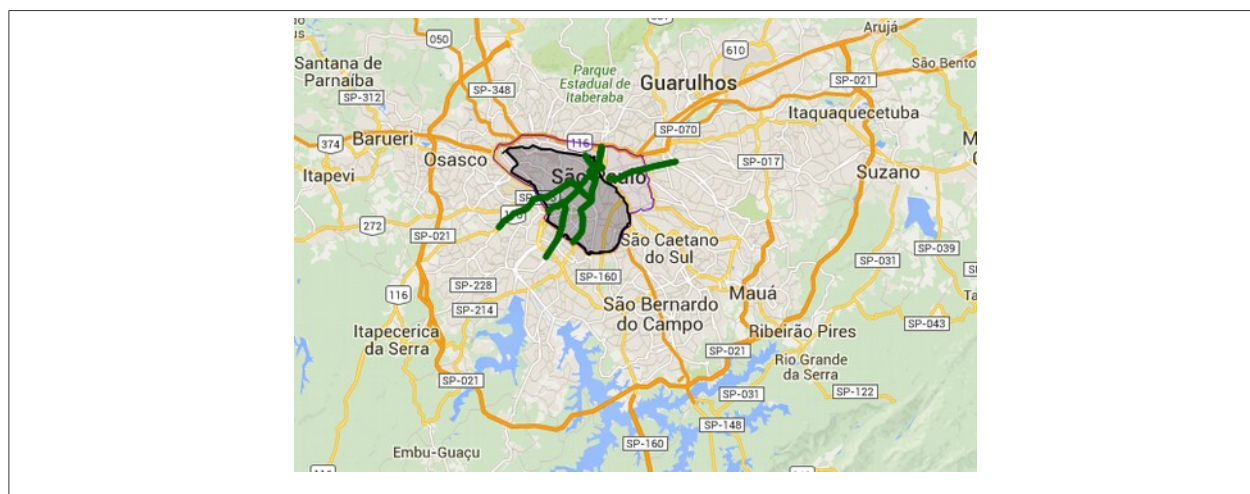 050
610
Arujá
Santana de
Parnaíba
Parque
Estadual de
Itaberaba
Guarulhos
São Bento
SP-312
SP-348
SP-021
Itaquaquecetuba
374
Barueri
116
SP-070
Osasco
SP-017
Itapevi
São Paulo
Suzano
272
SP-021
São Caetano
do Sul
SP-039
SP-160
SP-031
SP-228
116
SP-214
Mauá
São Bernardo
do Campo
SP-043
Itapecerica
da Serra
Ribeirão Pires
SP-021
Rio Grande
da Serra
SP-021
SP-031
SP-122
SP-148
SP-160
Embu-Guaçu